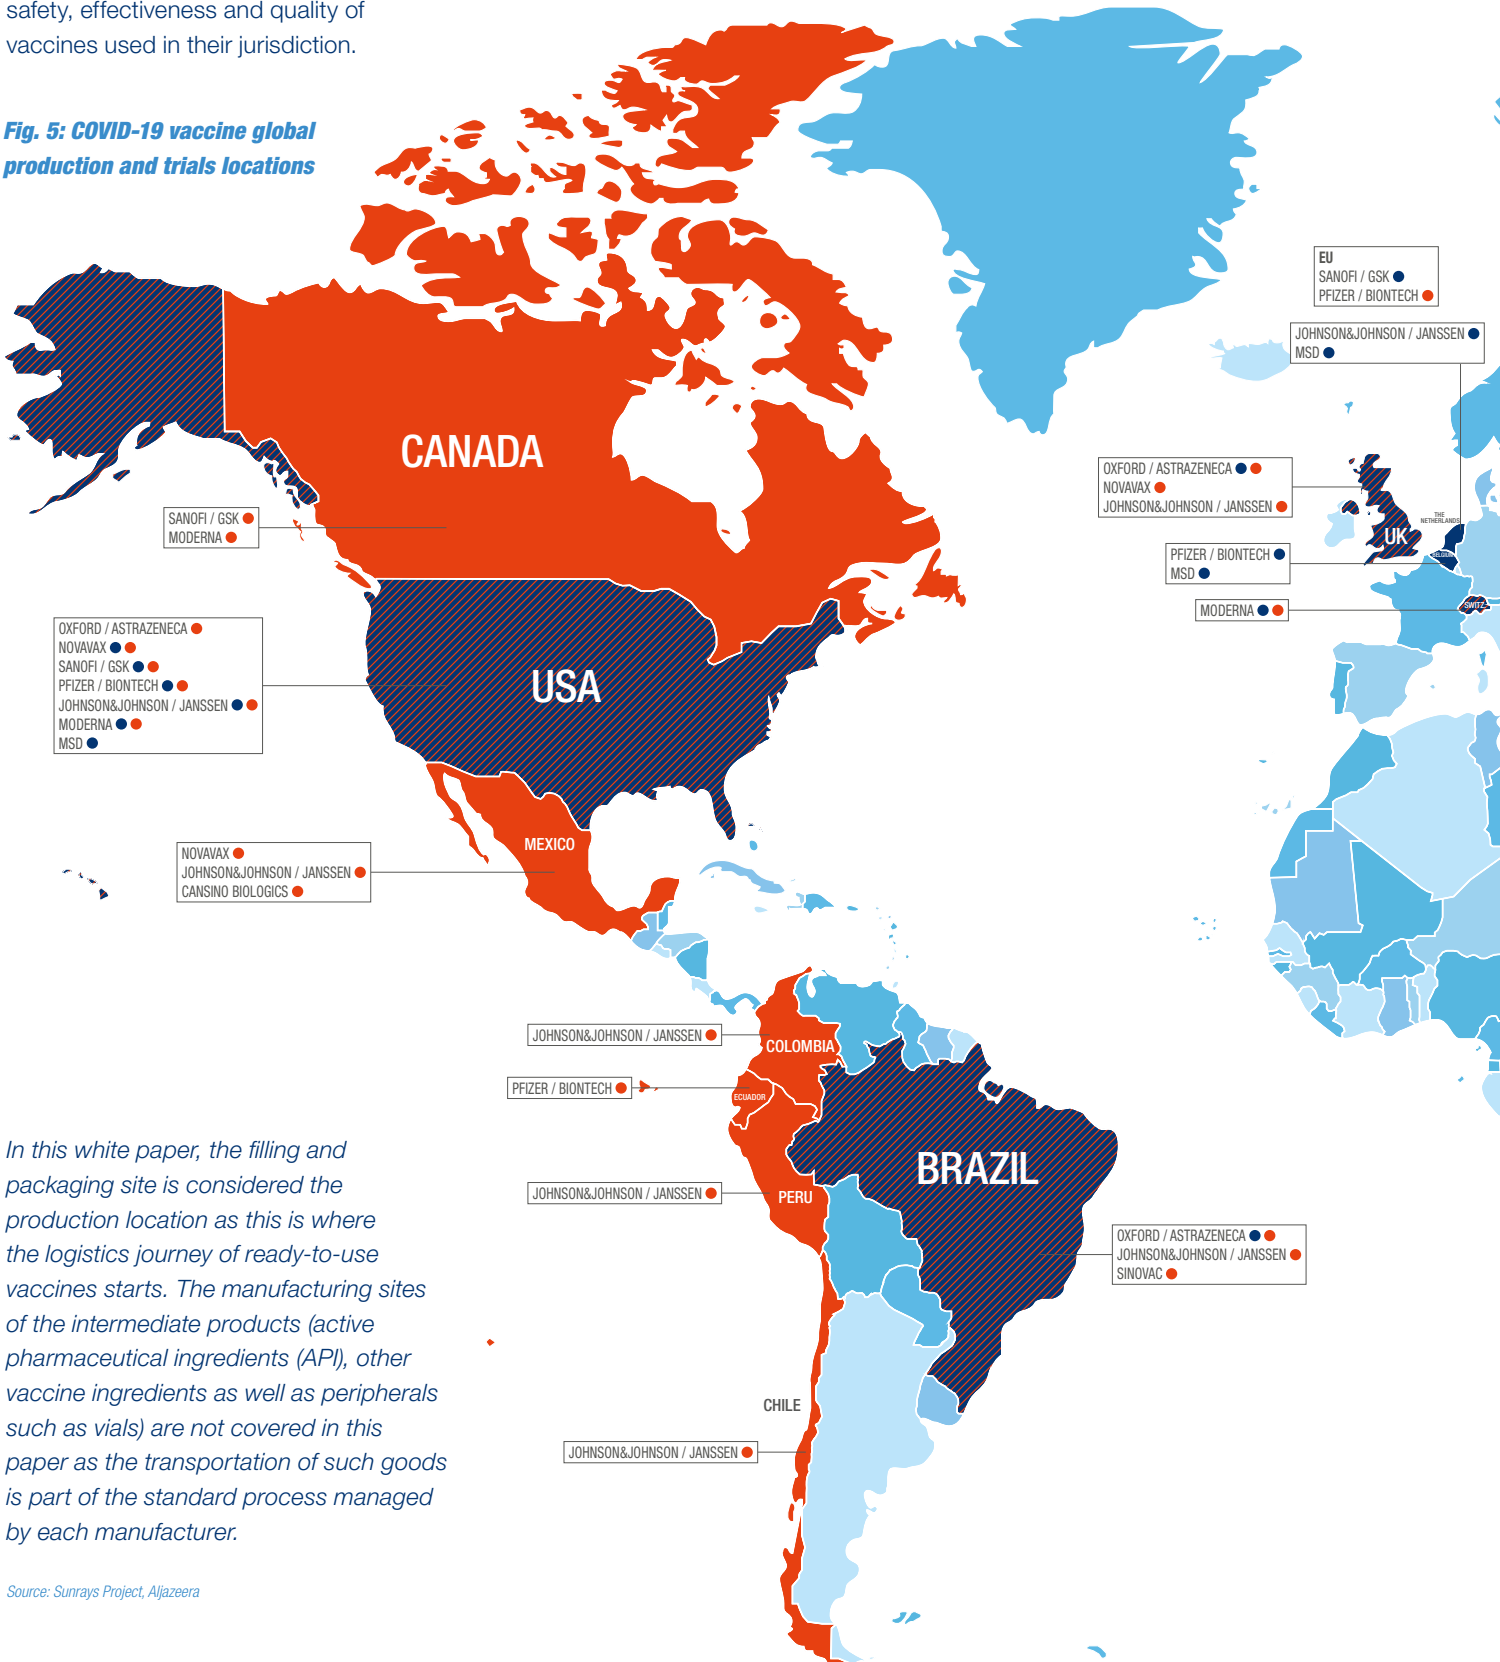 safety, effectiveness and quality of
vaccines used in their jurisdiction.
Fig. 5: COVID-19 vaccine global
production and trials locations
EU
SANOFI / GSK
PFIZER / BIONTECH
JOHNSON&JOHNSON / JANSSEN
MSD
CANADA
OXFORD / ASTRAZENECA
NOVAVAX
JOHNSON&JOHNSON / JANSSEN
THE
NETHERLANDS
UK
BELGIUM
SANOFI / GSK
MODERNA
PFIZER / BIONTECH
MSD
MODERNA
SWITZ.
OXFORD / ASTRAZENECA
NOVAVAX
SANOFI / GSK
PFIZER / BIONTECH
JOHNSON&JOHNSON / JANSSEN
MODERNA
MSD
USA
MEXICO
NOVAVAX
JOHNSON&JOHNSON / JANSSEN
CANSINO BIOLOGICS
JOHNSON&JOHNSON / JANSSEN
COLOMBIA
PFIZER / BIONTECH
ECUADOR
BRAZIL
JOHNSON&JOHNSON / JANSSEN
PERU
OXFORD / ASTRAZENECA
JOHNSON&JOHNSON / JANSSEN
SINOVAC
CHILE
JOHNSON&JOHNSON / JANSSEN
In this white paper, the filling and
packaging site is considered the
production location as this is where
the logistics journey of ready-to-use
vaccines starts. The manufacturing sites
of the intermediate products (active
pharmaceutical ingredients (API), other
vaccine ingredients as well as peripherals
such as vials) are not covered in this
paper as the transportation of such goods
is part of the standard process managed
by each manufacturer.
Source: Sunrays Project, Aljazeera